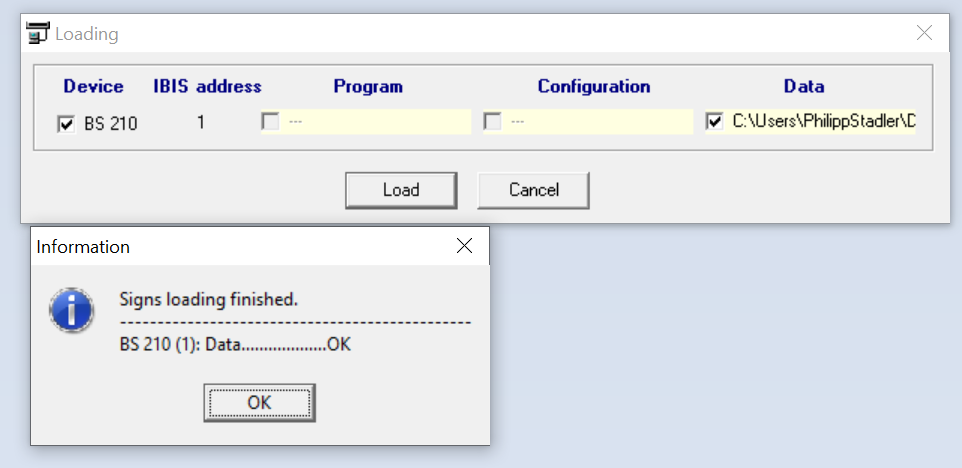 Loading
Device IBIS address Program Configuration Data
BS 210 1 --- --- C:\Users\PhilippStadler\D
Load Cancel
Information
Signs loading finished.
-----------------------------------------------
BS 210 (1): Data...................OK
OK